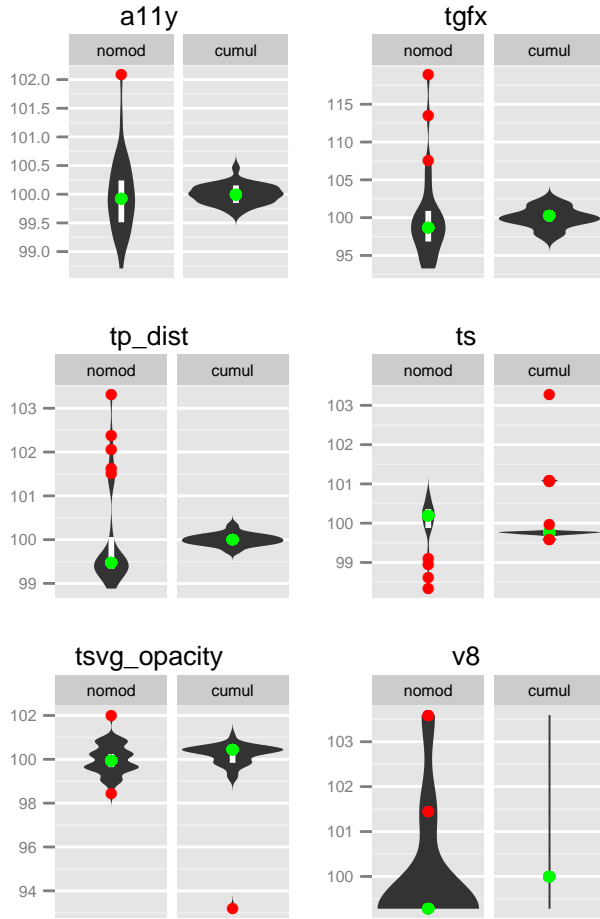 a11y
nomod cumul
102.0
101.5
101.0
100.5
100.0
99.5
99.0
tgfx
nomod cumul
115
110
105
100
95
tp_dist
nomod cumul
103
102
101
100
99
ts
nomod cumul
103
102
101
100
99
tsvg_opacity
nomod cumul
102
100
98
96
94
v8
nomod cumul
103
102
101
100